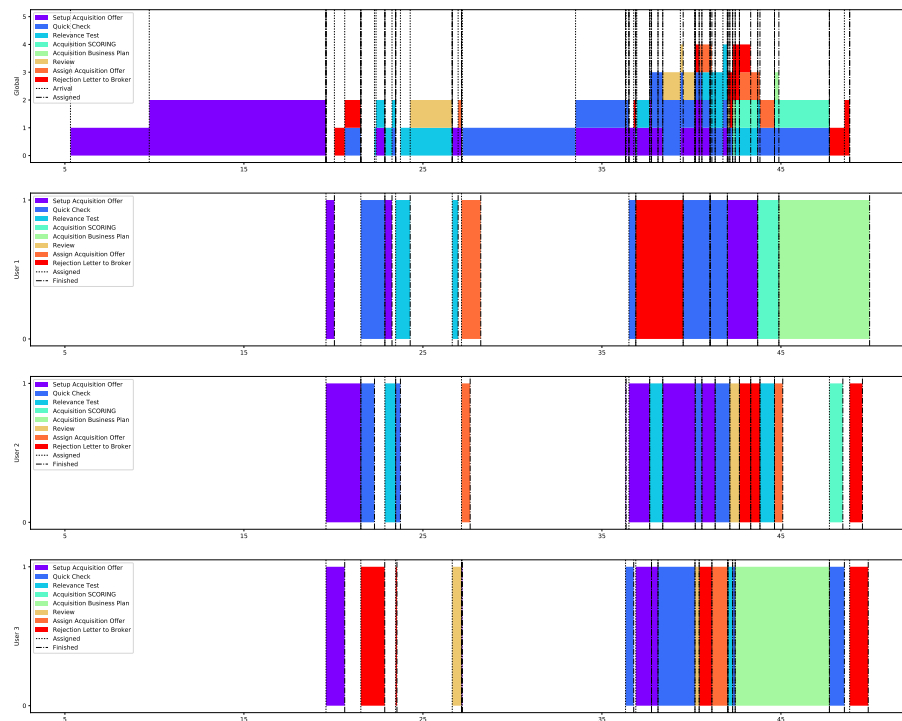 5
4
3
2
1
0
Global
Setup Acquisition Offer
Quick Check
Relevance Test
Acquisition SCORING
Acquisition Business Plan
Review
Assign Acquisition Offer
Rejection Letter to Broker
Arrival
Assigned
5 15 25 35 45
1
0
User 1
Setup Acquisition Offer
Quick Check
Relevance Test
Acquisition SCORING
Acquisition Business Plan
Review
Assign Acquisition Offer
Rejection Letter to Broker
Assigned
Finished
5 15 25 35 45
1
0
User 2
Setup Acquisition Offer
Quick Check
Relevance Test
Acquisition SCORING
Acquisition Business Plan
Review
Assign Acquisition Offer
Rejection Letter to Broker
Assigned
Finished
5 15 25 35 45
1
0
User 3
Setup Acquisition Offer
Quick Check
Relevance Test
Acquisition SCORING
Acquisition Business Plan
Review
Assign Acquisition Offer
Rejection Letter to Broker
Assigned
Finished
5 15 25 35 45